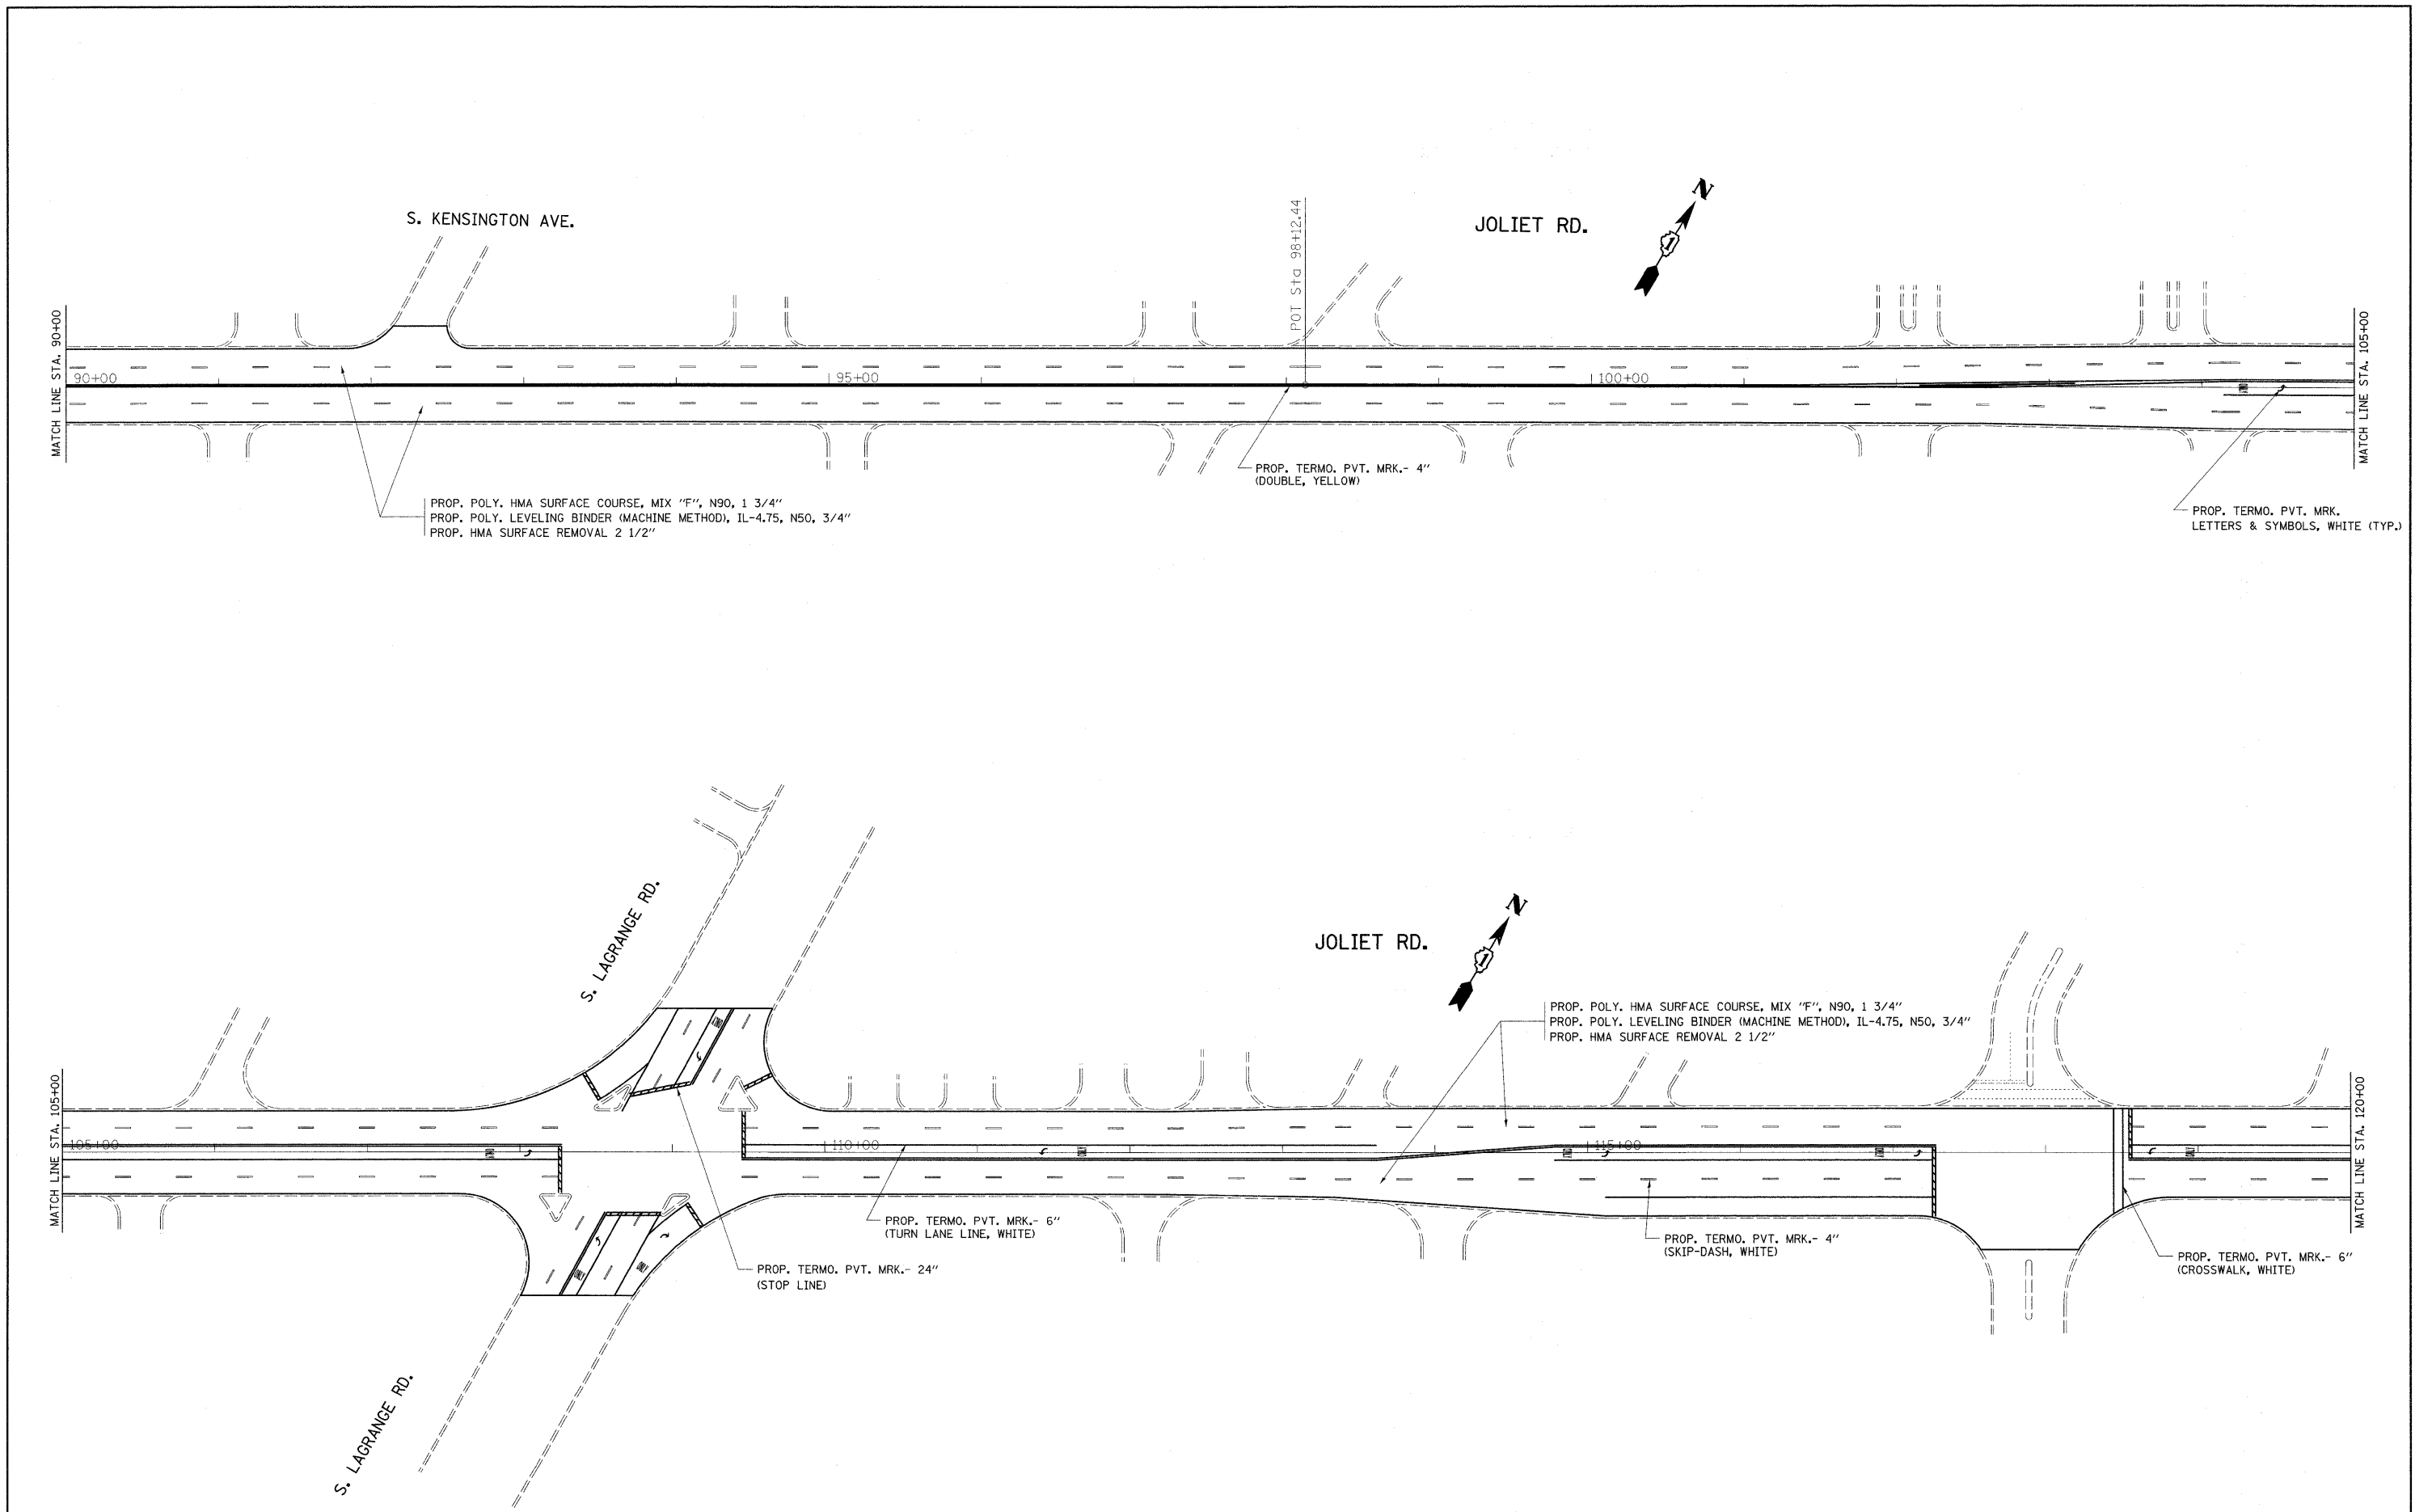 S. KENSINGTON AVE.
JOLIET RD.
N
1
POT Sta 98+12.44
MATCH LINE STA. 90+00
90+00
95+00
100+00
MATCH LINE STA. 105+00
PROP. TERMO. PVT. MRK.- 4"
(DOUBLE, YELLOW)
PROP. POLY. HMA SURFACE COURSE, MIX "F", N90, 1 3/4"
PROP. POLY. LEVELING BINDER (MACHINE METHOD), IL-4.75, N50, 3/4"
PROP. HMA SURFACE REMOVAL 2 1/2"
PROP. TERMO. PVT. MRK.
LETTERS & SYMBOLS, WHITE (TYP.)
S. LAGRANGE RD.
JOLIET RD.
N
1
PROP. POLY. HMA SURFACE COURSE, MIX "F", N90, 1 3/4"
PROP. POLY. LEVELING BINDER (MACHINE METHOD), IL-4.75, N50, 3/4"
PROP. HMA SURFACE REMOVAL 2 1/2"
MATCH LINE STA. 105+00
105+00
110+00
115+00
MATCH LINE STA. 120+00
PROP. TERMO. PVT. MRK.- 6"
(TURN LANE LINE, WHITE)
PROP. TERMO. PVT. MRK.- 4"
(SKIP-DASH, WHITE)
PROP. TERMO. PVT. MRK.- 6"
(CROSSWALK, WHITE)
PROP. TERMO. PVT. MRK.- 24"
(STOP LINE)
S. LAGRANGE RD.